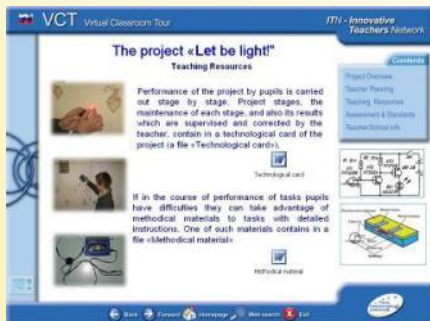 VCT Virtual Classroom Tour
ITN - Innovative
Teachers Network
The project «Let be light!"
Teaching Resources
Performance of the project by pupils is carried
out stage by stage. Project stages, the
maintenance of each stage, and also its results
which are supervised and corrected by the
teacher, contain in a technological card of the
project (a file «Technological card»).
Technological card
If in the course of performance of tasks pupils
have difficulties they can take advantage of
methodical materials to tasks with detailed
instructions. One of such materials contains in a
file «Methodical material»
Methodical material
Contents
Project Overview
Teacher Planning
Teaching Resources
Assessment & Standards
Teacher/School Info
Back
Forward
Homepage
Web search
Exit